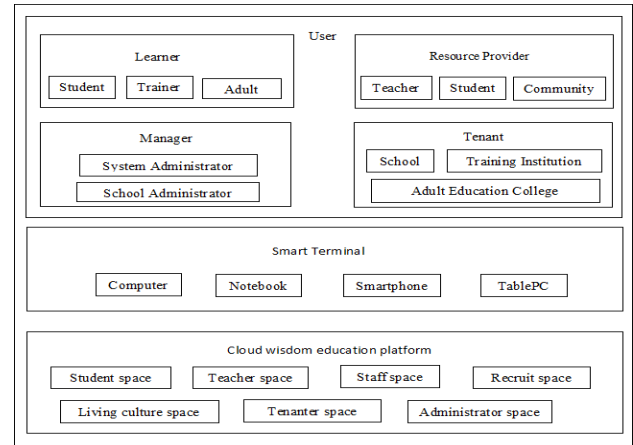 User
Learner
Student Trainer Adult
Resource Provider
Teacher Student Community
Manager
System Administrator
School Administrator
Tenant
School Training Institution
Adult Education College
Smart Terminal
Computer Notebook Smartphone TablePC
Cloud wisdom education platform
Student space Teacher space Staff space Recruit space
Living culture space Tenanter space Administrator space